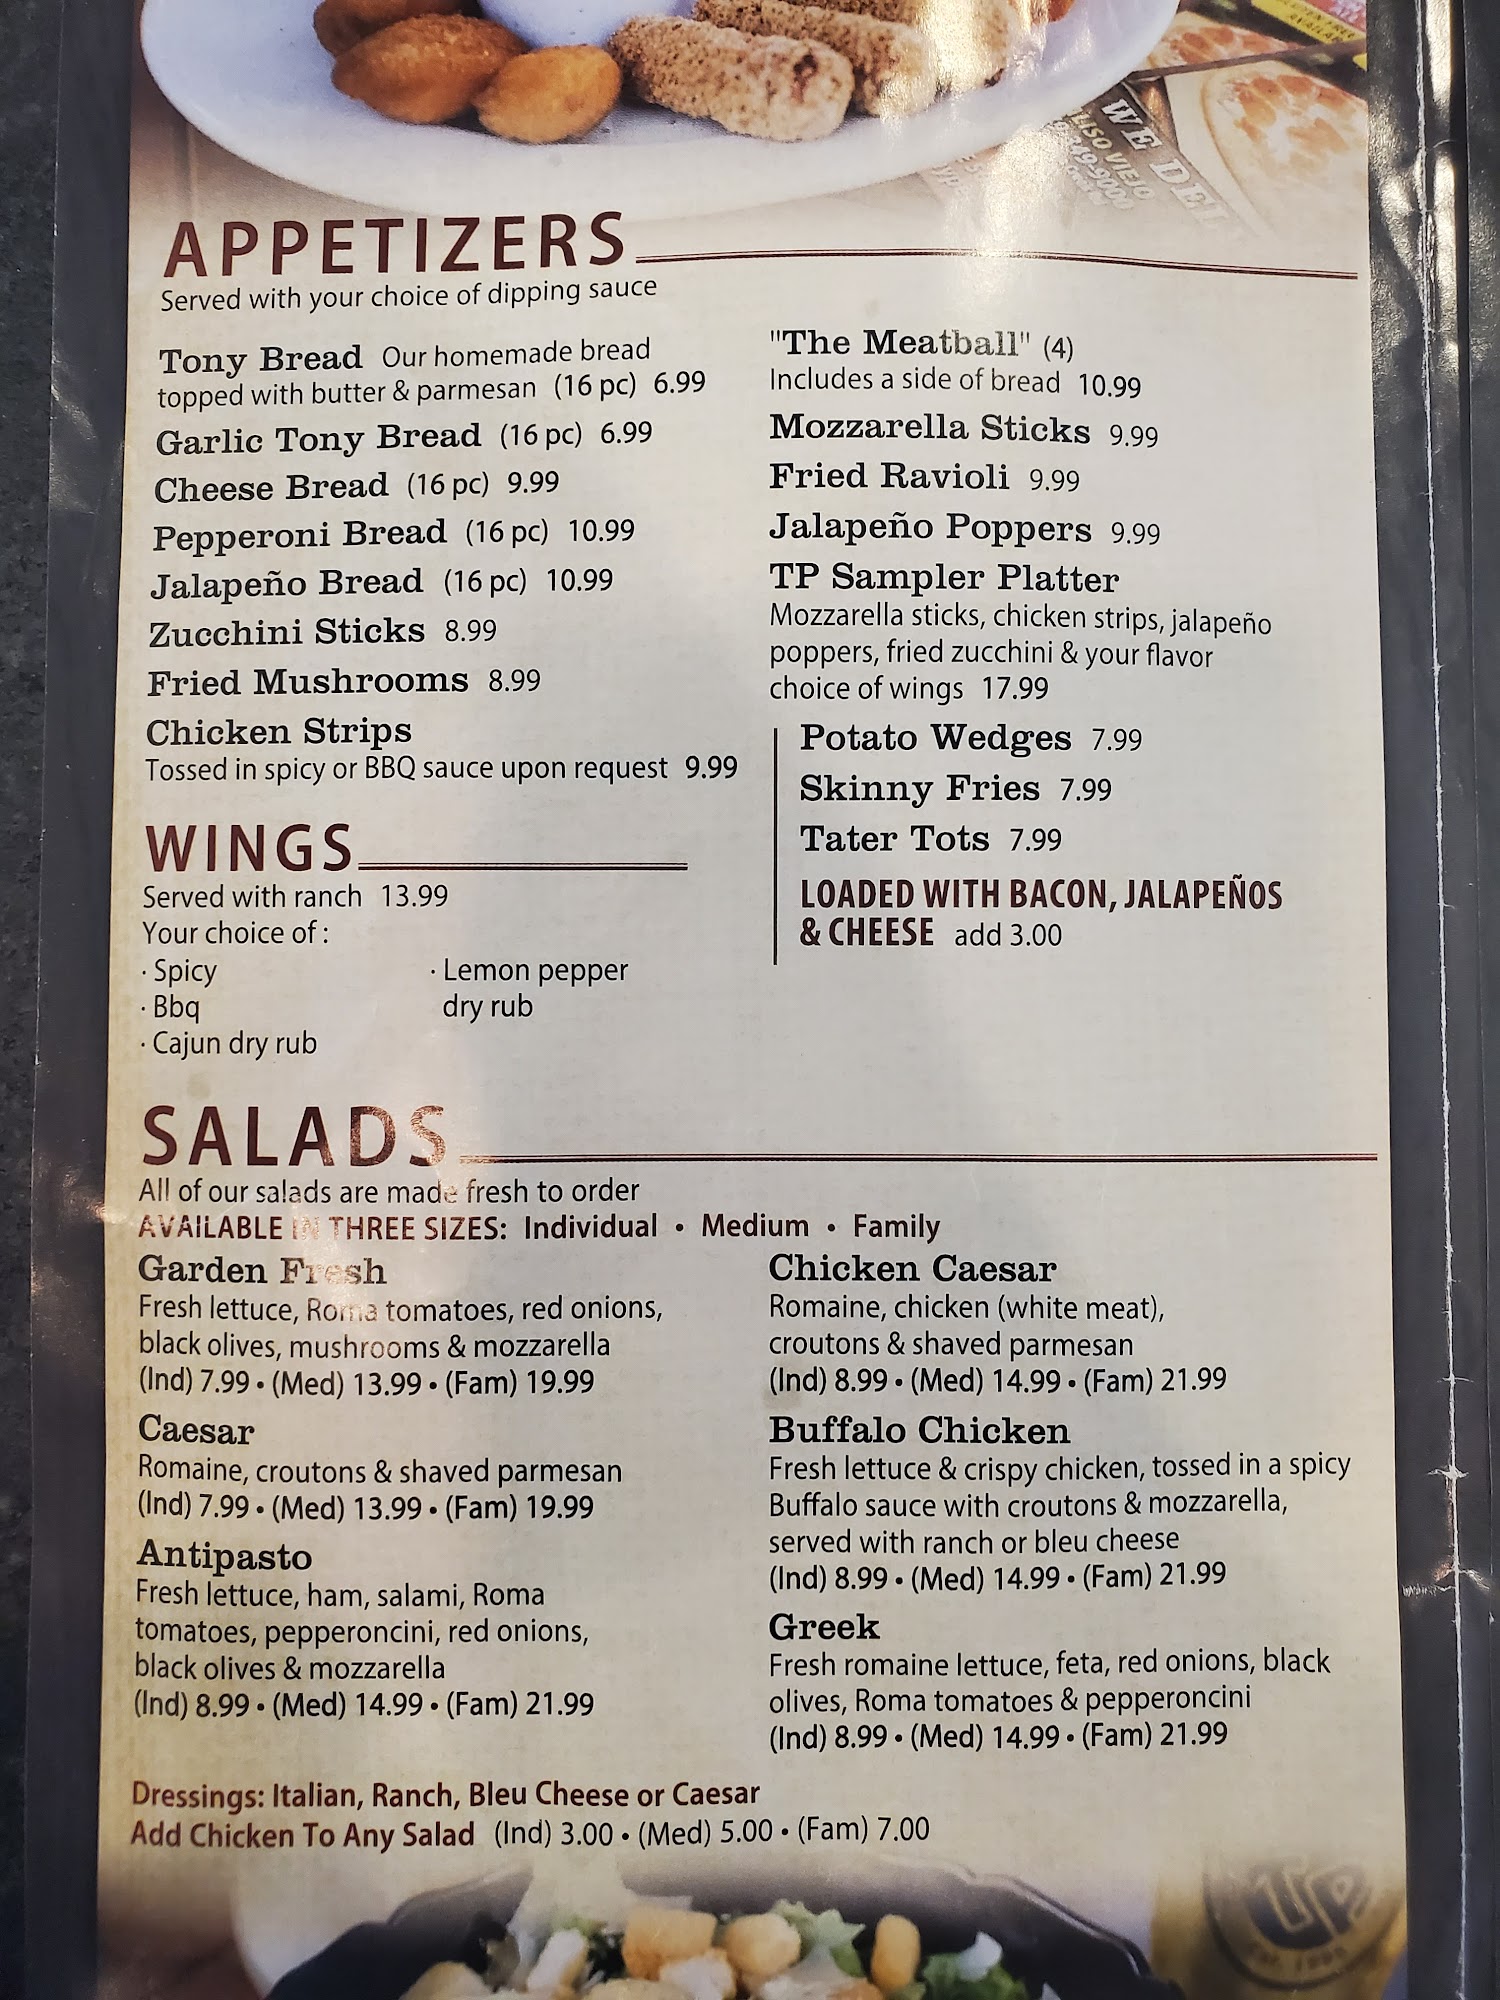 WE DEL
ALISO VIEJO
APPETIZERS
Served with your choice of dipping sauce
Tony Bread Our homemade bread
topped with butter & parmesan (16 pc) 6.99
Garlic Tony Bread (16 pc) 6.99
Cheese Bread (16 pc) 9.99
Pepperoni Bread (16 pc) 10.99
Jalapeño Bread (16 pc) 10.99
Zucchini Sticks 8.99
Fried Mushrooms 8.99
Chicken Strips
Tossed in spicy or BBQ sauce upon request 9.99
"The Meatball" (4)
Includes a side of bread 10.99
Mozzarella Sticks 9.99
Fried Ravioli 9.99
Jalapeño Poppers 9.99
TP Sampler Platter
Mozzarella sticks, chicken strips, jalapeño
poppers, fried zucchini & your flavor
choice of wings 17.99
Potato Wedges 7.99
Skinny Fries 7.99
Tater Tots 7.99
LOADED WITH BACON, JALAPEÑOS
& CHEESE add 3.00
WINGS
Served with ranch 13.99
Your choice of :
· Spicy
· Bbq
· Cajun dry rub
· Lemon pepper
dry rub
SALADS
All of our salads are made fresh to order
AVAILABLE IN THREE SIZES: Individual • Medium • Family
Garden Fresh
Fresh lettuce, Roma tomatoes, red onions,
black olives, mushrooms & mozzarella
(Ind) 7.99 • (Med) 13.99 • (Fam) 19.99
Caesar
Romaine, croutons & shaved parmesan
(Ind) 7.99 • (Med) 13.99 • (Fam) 19.99
Antipasto
Fresh lettuce, ham, salami, Roma
tomatoes, pepperoncini, red onions,
black olives & mozzarella
(Ind) 8.99 • (Med) 14.99 • (Fam) 21.99
Chicken Caesar
Romaine, chicken (white meat),
croutons & shaved parmesan
(Ind) 8.99 • (Med) 14.99 • (Fam) 21.99
Buffalo Chicken
Fresh lettuce & crispy chicken, tossed in a spicy
Buffalo sauce with croutons & mozzarella,
served with ranch or bleu cheese
(Ind) 8.99 • (Med) 14.99 • (Fam) 21.99
Greek
Fresh romaine lettuce, feta, red onions, black
olives, Roma tomatoes & pepperoncini
(Ind) 8.99 • (Med) 14.99 • (Fam) 21.99
Dressings: Italian, Ranch, Bleu Cheese or Caesar
Add Chicken To Any Salad (Ind) 3.00 • (Med) 5.00 • (Fam) 7.00
TP